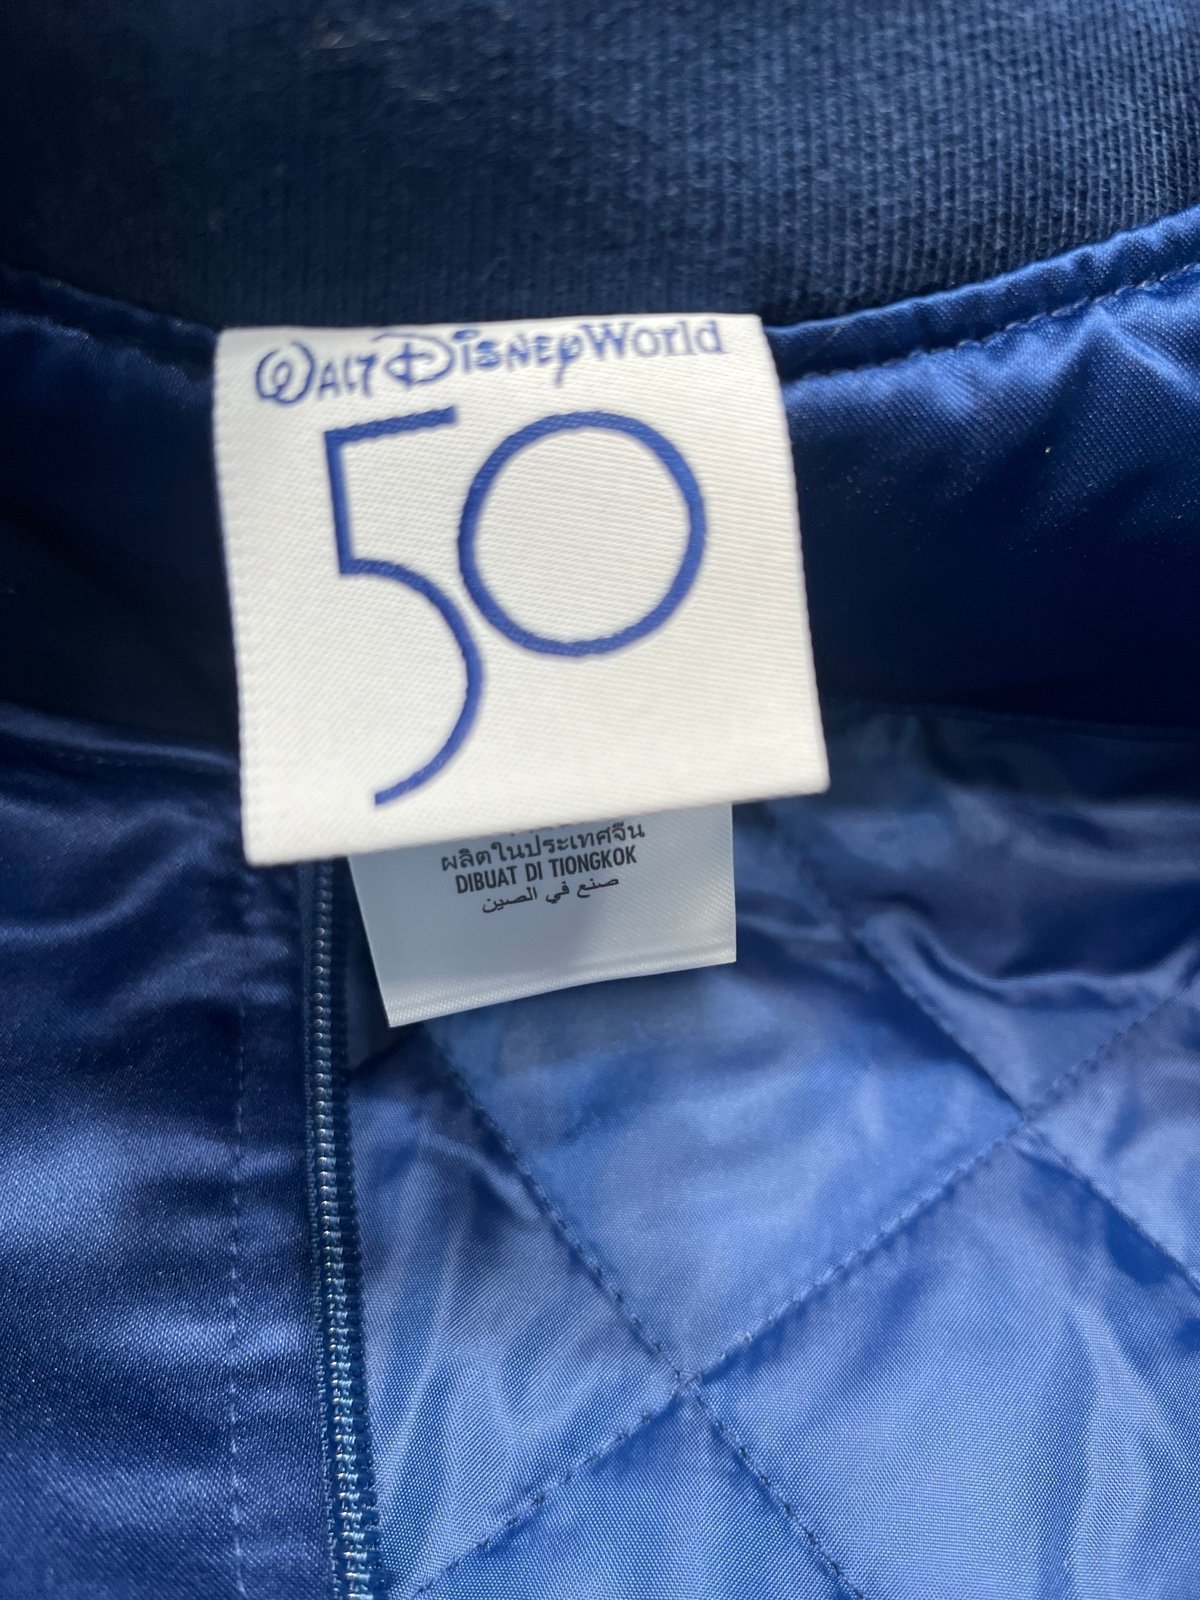 WALT DISNEY World
50
ผลิตในประเทศจีน
DIBUAT DI TIONGKOK
صنع في الصين